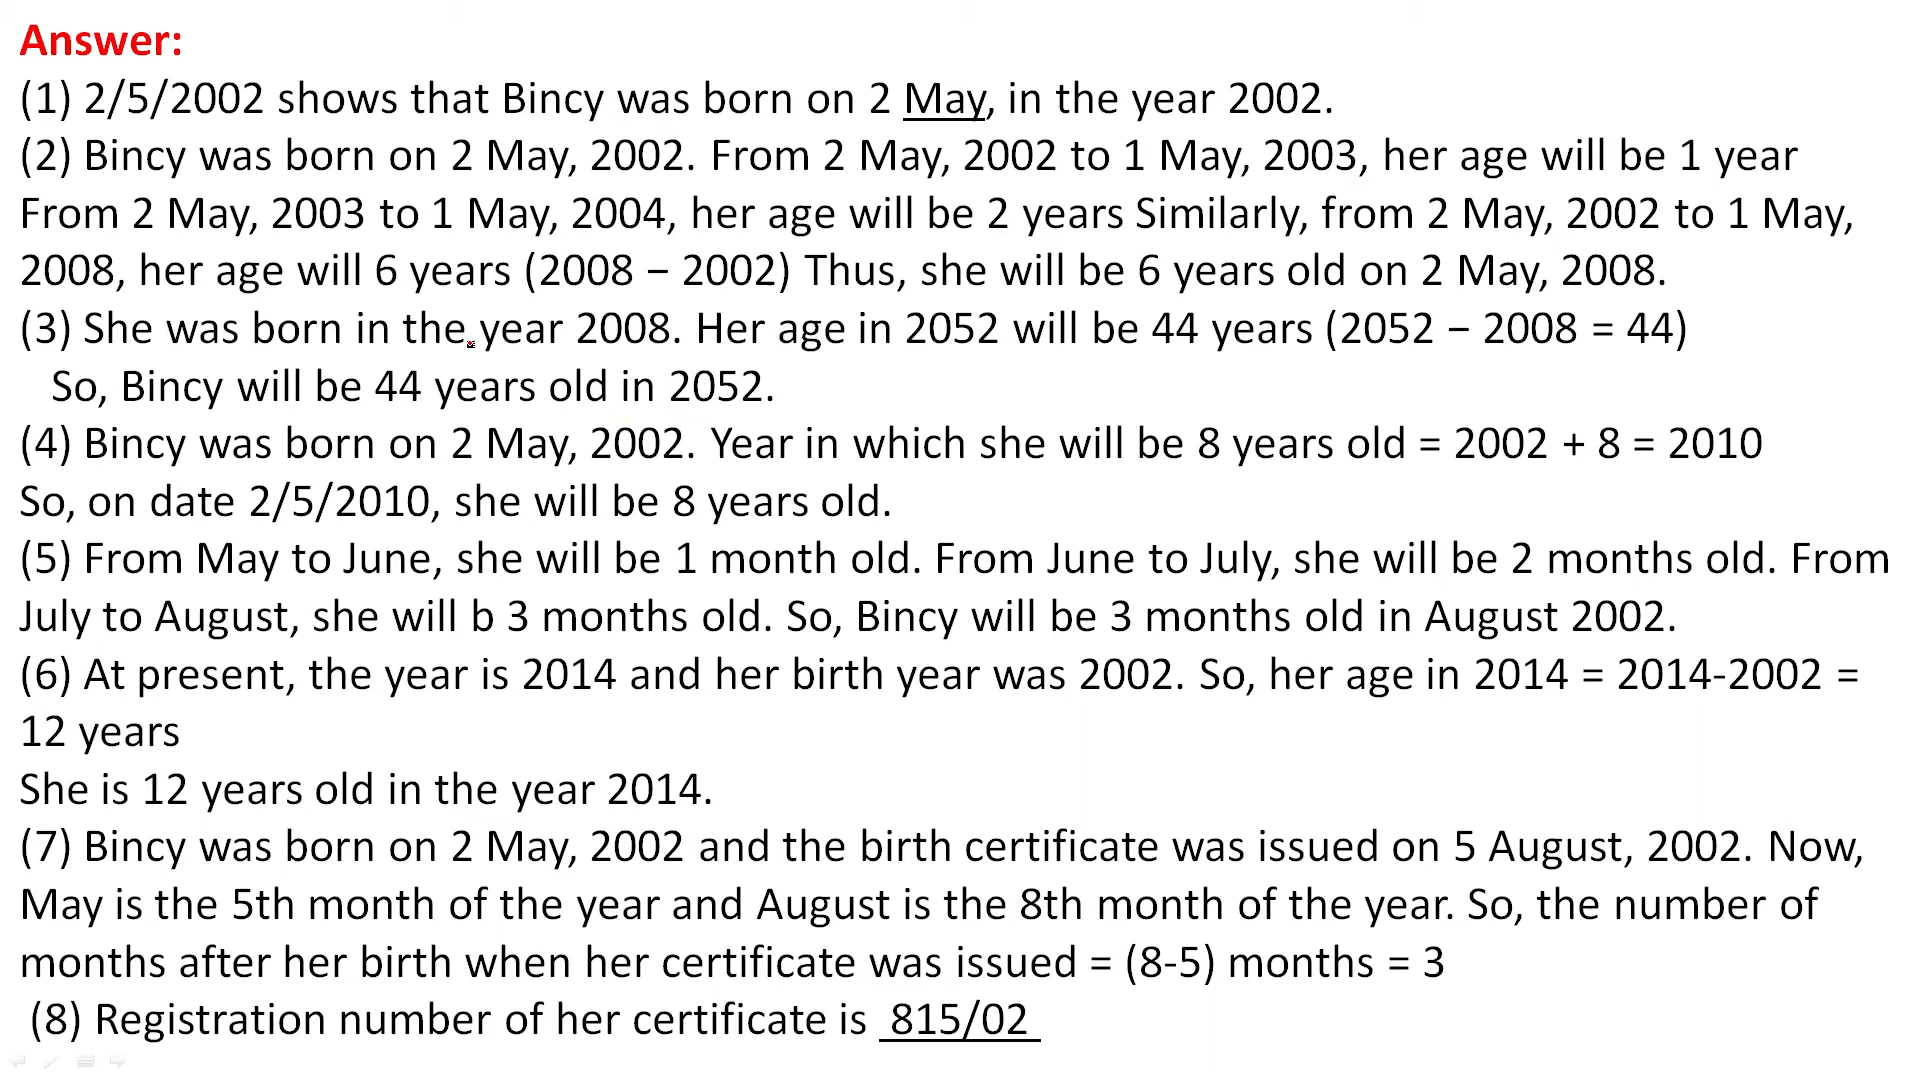 Answer:
(1) 2/5/2002 shows that Bincy was born on 2 May, in the year 2002.
(2) Bincy was born on 2 May, 2002. From 2 May, 2002 to 1 May, 2003, her age will be 1 year
From 2 May, 2003 to 1 May, 2004, her age will be 2 years Similarly, from 2 May, 2002 to 1 May,
2008, her age will 6 years (2008 – 2002) Thus, she will be 6 years old on 2 May, 2008.
(3) She was born in the year 2008. Her age in 2052 will be 44 years (2052 – 2008 = 44)
So, Bincy will be 44 years old in 2052.
(4) Bincy was born on 2 May, 2002. Year in which she will be 8 years old = 2002 + 8 = 2010
So, on date 2/5/2010, she will be 8 years old.
(5) From May to June, she will be 1 month old. From June to July, she will be 2 months old. From
July to August, she will b 3 months old. So, Bincy will be 3 months old in August 2002.
(6) At present, the year is 2014 and her birth year was 2002. So, her age in 2014 = 2014-2002 =
12 years
She is 12 years old in the year 2014.
(7) Bincy was born on 2 May, 2002 and the birth certificate was issued on 5 August, 2002. Now,
May is the 5th month of the year and August is the 8th month of the year. So, the number of
months after her birth when her certificate was issued = (8-5) months = 3
(8) Registration number of her certificate is 815/02